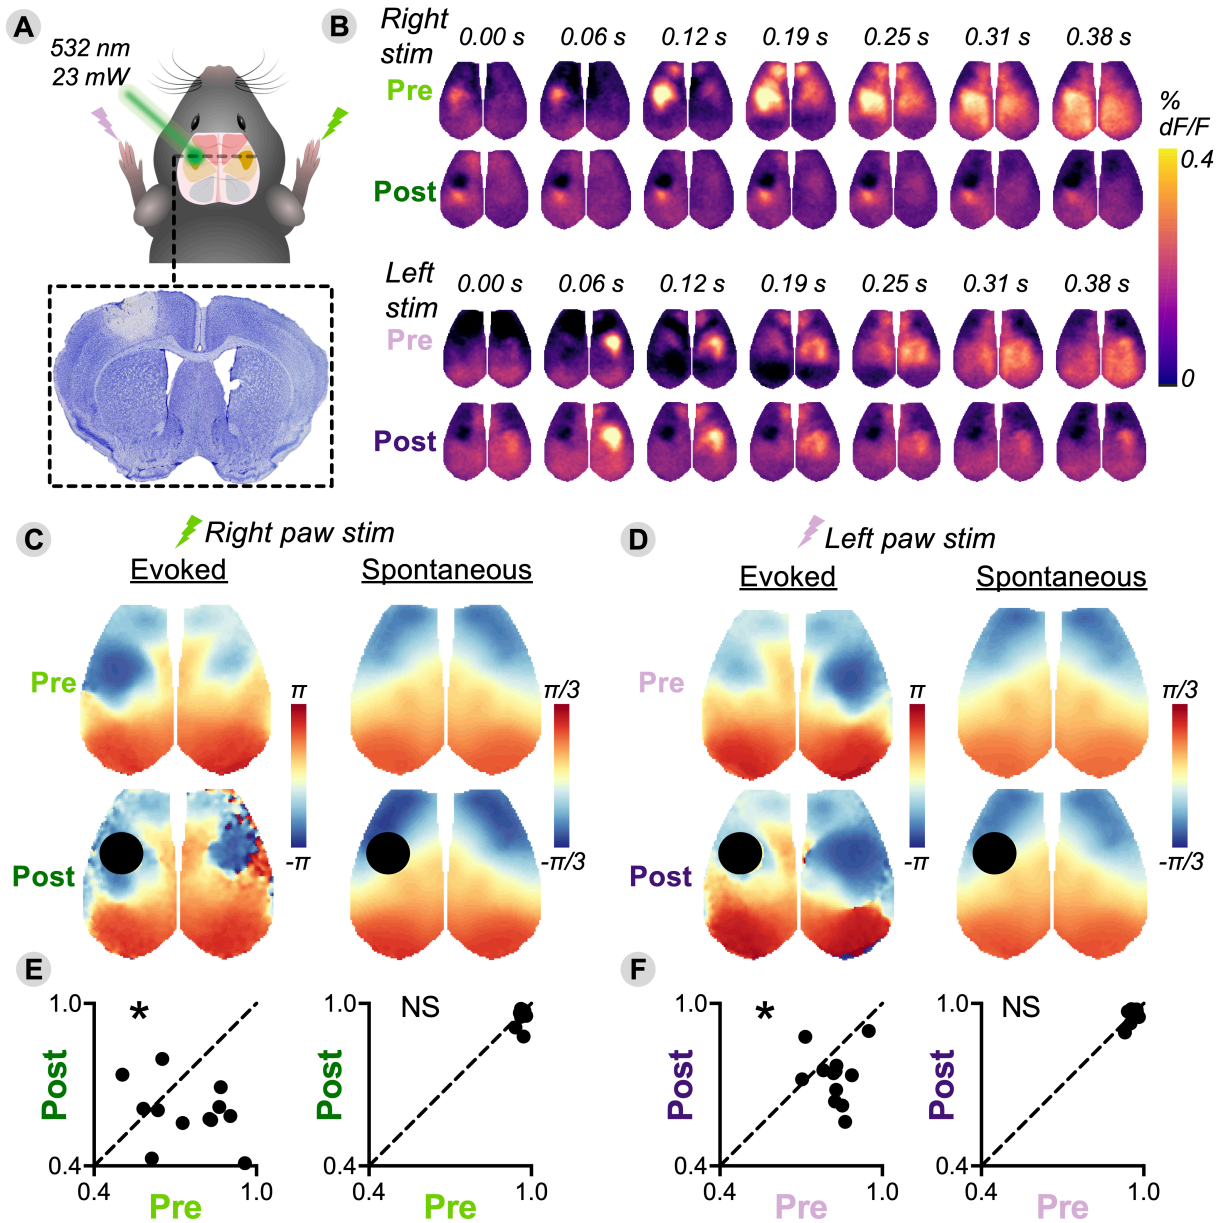 A
532 nm
23 mW
B
Right
stim
0.00 s 0.06 s 0.12 s 0.19 s 0.25 s 0.31 s 0.38 s
Pre
Post
%
dF/F
0.4
0
Left
stim
0.00 s 0.06 s 0.12 s 0.19 s 0.25 s 0.31 s 0.38 s
Pre
Post
C
Right paw stim
Evoked Spontaneous
Pre
π
-π
π/3
-π/3
Post
D
Left paw stim
Evoked Spontaneous
Pre
π
-π
π/3
-π/3
Post
E
1.0
*
Post
0.4
0.4 1.0
Pre
1.0
NS
Post
0.4
0.4 1.0
Pre
F
1.0
*
Post
0.4
0.4 1.0
Pre
1.0
NS
Post
0.4
0.4 1.0
Pre